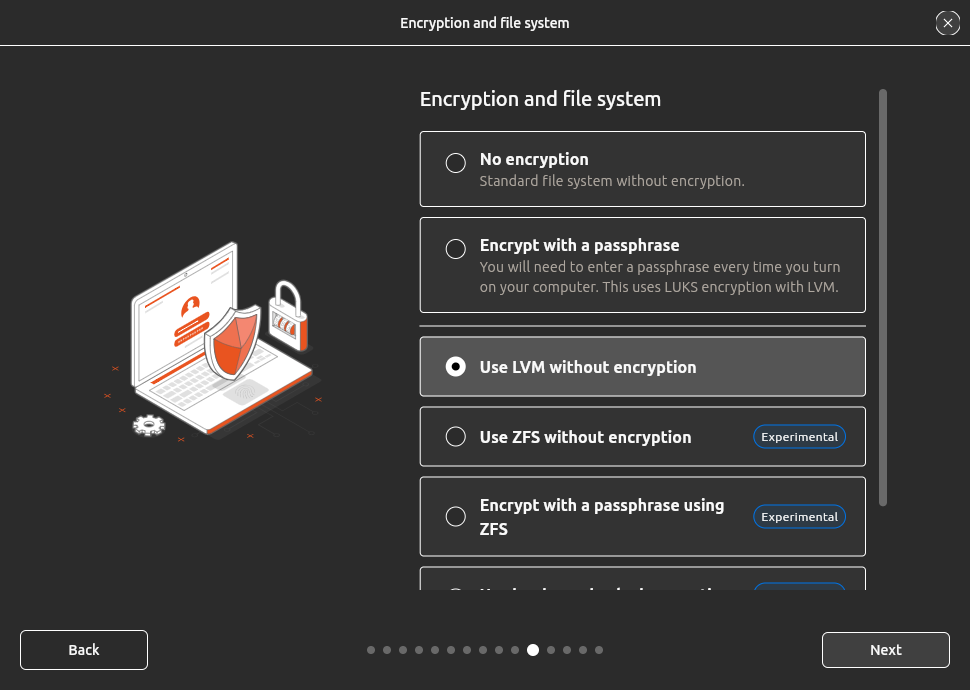 Encryption and file system
Encryption and file system
No encryption
Standard file system without encryption.
Encrypt with a passphrase
You will need to enter a passphrase every time you turn
on your computer. This uses LUKS encryption with LVM.
Use LVM without encryption
Use ZFS without encryption
Experimental
Encrypt with a passphrase using
ZFS
Experimental
Back
Next